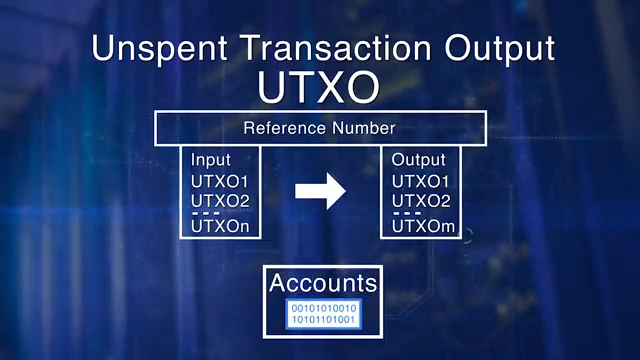 Unspent Transaction Output
UTXO
Reference Number
Input
UTXO1
UTXO2
---
UTXOn
Output
UTXO1
UTXO2
---
UTXOm
Accounts
00101010010
10101101001